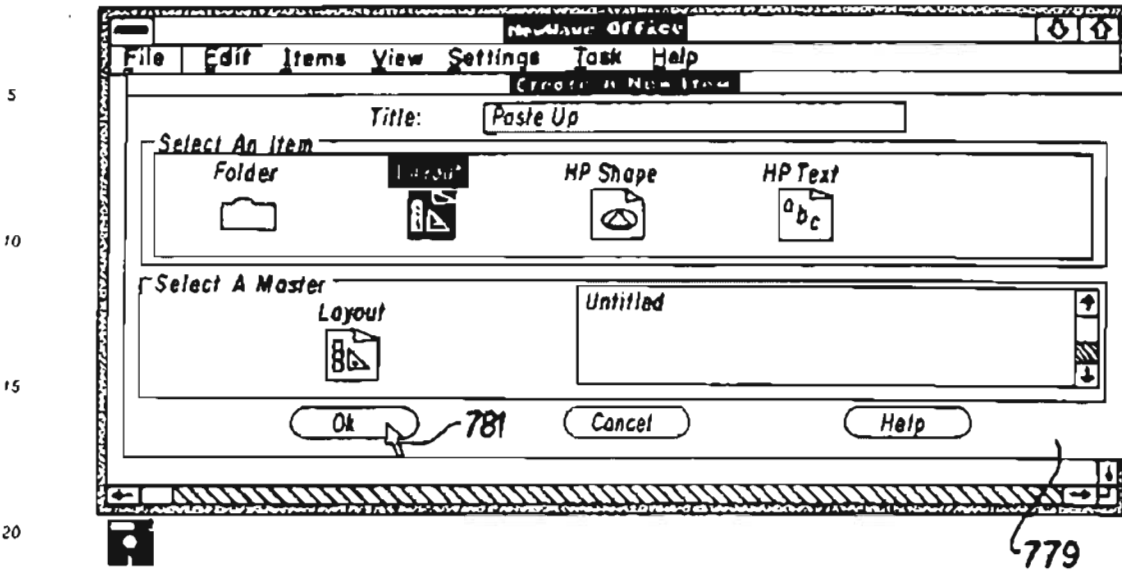 NewWave Office
File Edit Items View Settings Task Help
Create A New Item
5
Title: Paste Up
Select An Item
Folder Layout HP Shape HP Text
abc
10
Select A Master
Layout Untitled
15
Ok 781 Cancel Help
20
779